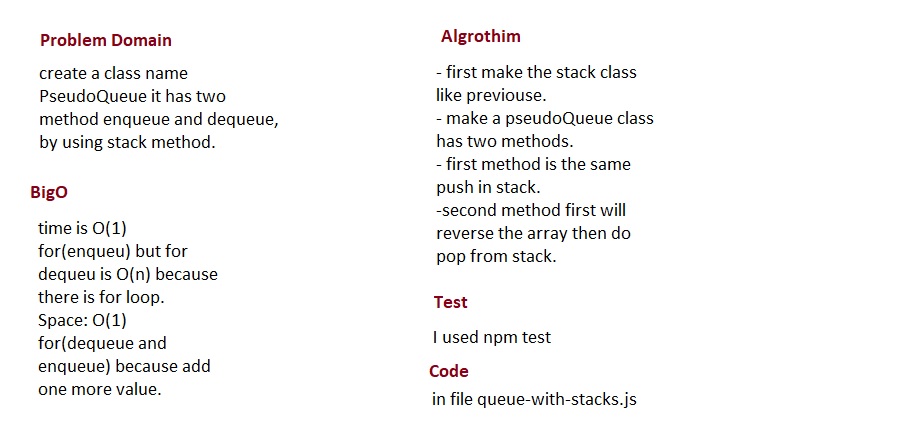 Problem Domain
create a class name
PseudoQueue it has two
method enqueue and dequeue,
by using stack method.
BigO
time is O(1)
for(enqueu) but for
dequeu is O(n) because
there is for loop.
Space: O(1)
for(dequeue and
enqueue) because add
one more value.
Algrothim
- first make the stack class
like previouse.
- make a pseudoQueue class
has two methods.
- first method is the same
push in stack.
-second method first will
reverse the array then do
pop from stack.
Test
I used npm test
Code
in file queue-with-stacks.js